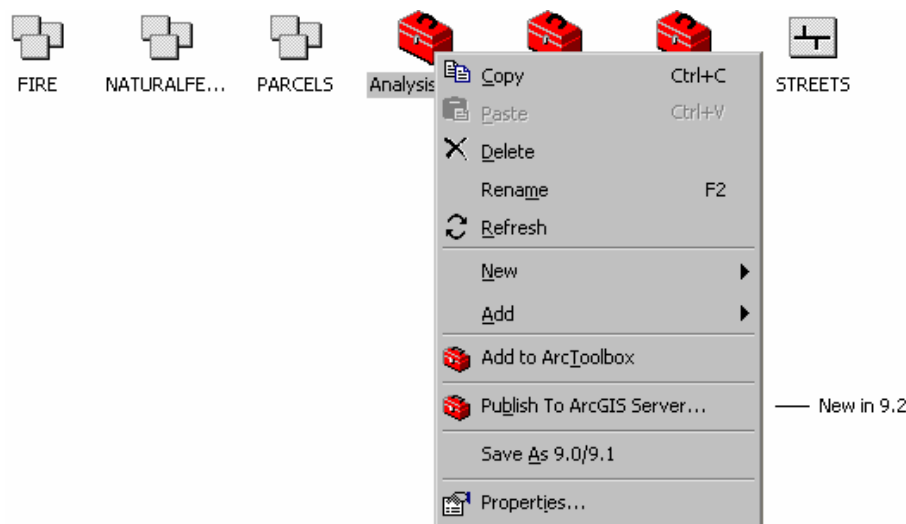 FIRE
NATURALFE...
PARCELS
Analysis
STREETS
Copy Ctrl+C
Paste Ctrl+V
Delete
Rename F2
Refresh
New
Add
Add to ArcToolbox
Publish To ArcGIS Server...
New in 9.2
Save As 9.0/9.1
Properties...